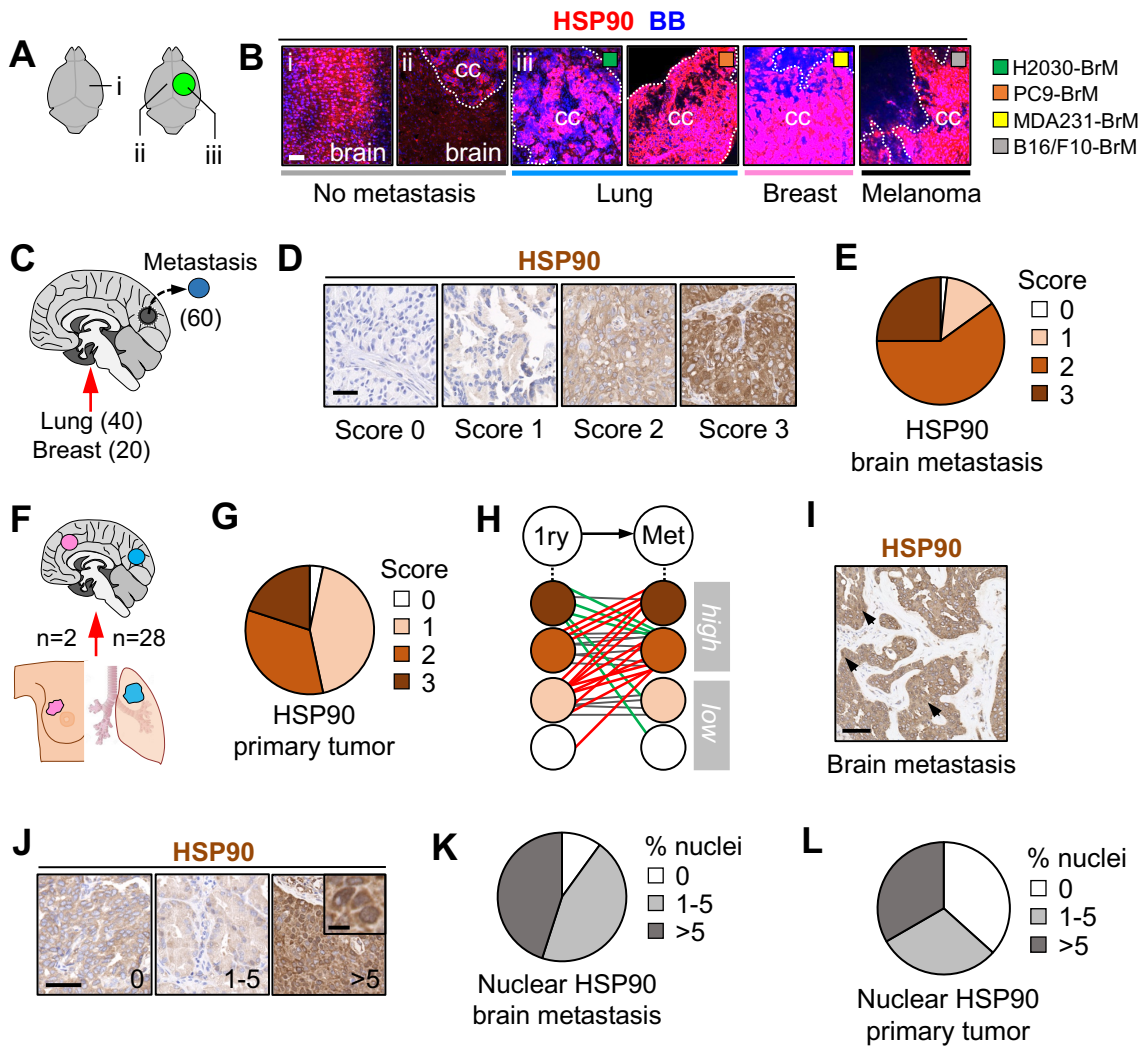 A
i
ii
iii
B
HSP90 BB
i
brain
ii
cc
brain
iii
cc
cc
cc
cc
No metastasis
Lung
Breast
Melanoma
H2030-BrM
PC9-BrM
MDA231-BrM
B16/F10-BrM
C
Metastasis
(60)
Lung (40)
Breast (20)
D
HSP90
Score 0
Score 1
Score 2
Score 3
E
Score
0
1
2
3
HSP90
brain metastasis
F
n=2
n=28
G
Score
0
1
2
3
HSP90
primary tumor
H
1ry
Met
high
low
I
HSP90
Brain metastasis
J
HSP90
0
1-5
>5
K
% nuclei
0
1-5
>5
Nuclear HSP90
brain metastasis
L
% nuclei
0
1-5
>5
Nuclear HSP90
primary tumor